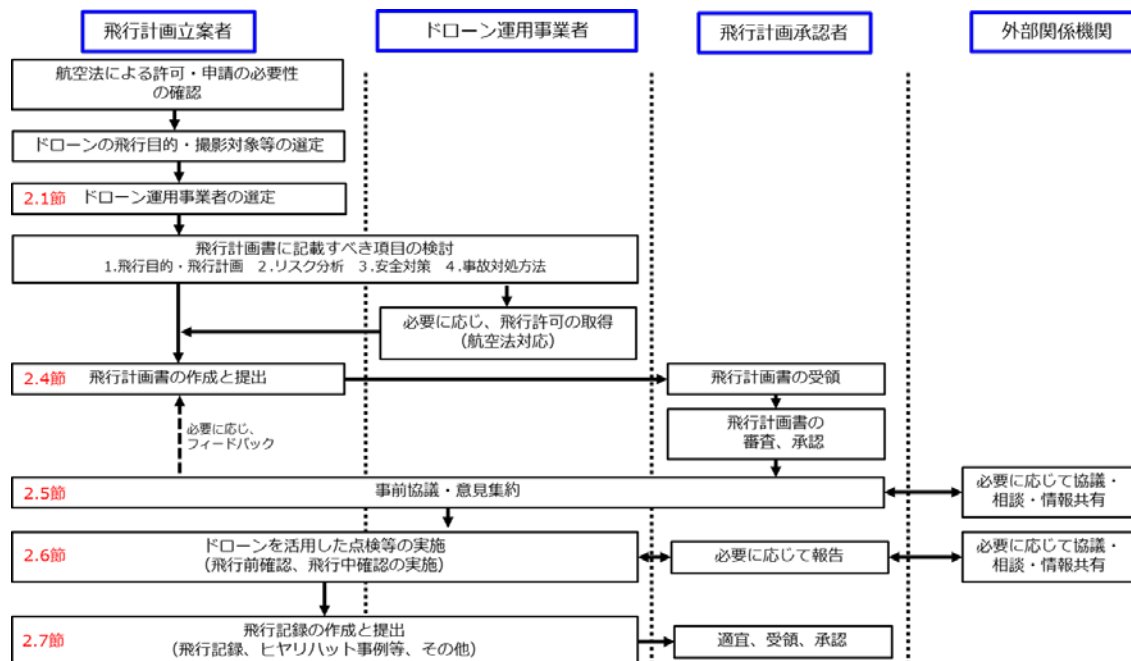 飛行計画立案者
ドローン運用事業者
飛行計画承認者
外部関係機関
航空法による許可・申請の必要性
の確認
ドローンの飛行目的・撮影対象等の選定
2.1節 ドローン運用事業者の選定
飛行計画書に記載すべき項目の検討
1.飛行目的・飛行計画 2.リスク分析 3.安全対策 4.事故対処方法
必要に応じ、飛行許可の取得
(航空法対応)
2.4節 飛行計画書の作成と提出
飛行計画書の受領
必要に応じ、
フィードバック
飛行計画書の
審査、承認
2.5節 事前協議・意見集約
必要に応じて協議・
相談・情報共有
2.6節 ドローンを活用した点検等の実施
(飛行前確認、飛行中確認の実施)
必要に応じて報告
必要に応じて協議・
相談・情報共有
2.7節 飛行記録の作成と提出
(飛行記録、ヒヤリハット事例等、その他)
適宜、受領、承認